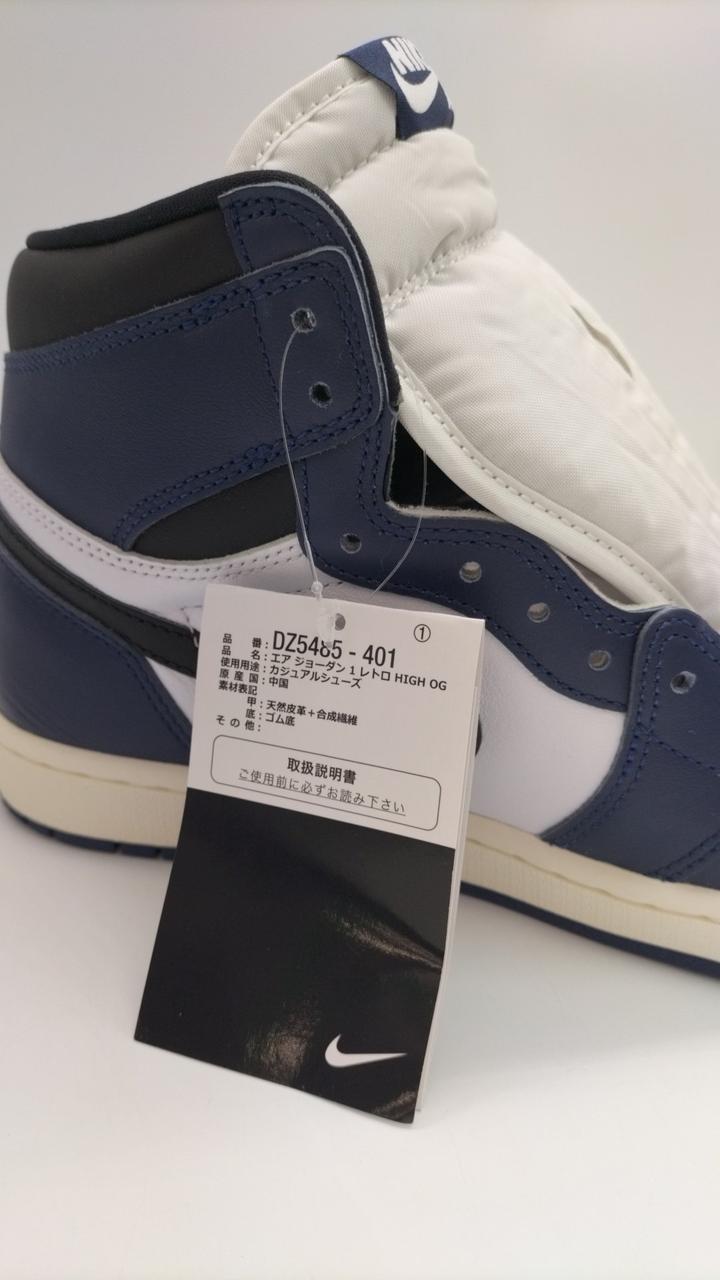 NIKE
①
品 番 : DZ5485 - 401
品 名 : エア ジョーダン 1 レトロ HIGH OG
使用用途 : カジュアルシューズ
原 産 国 : 中国
素材表記
甲 : 天然皮革+合成繊維
底 : ゴム底
そ の 他 :
取扱説明書
ご使用前に必ずお読み下さい